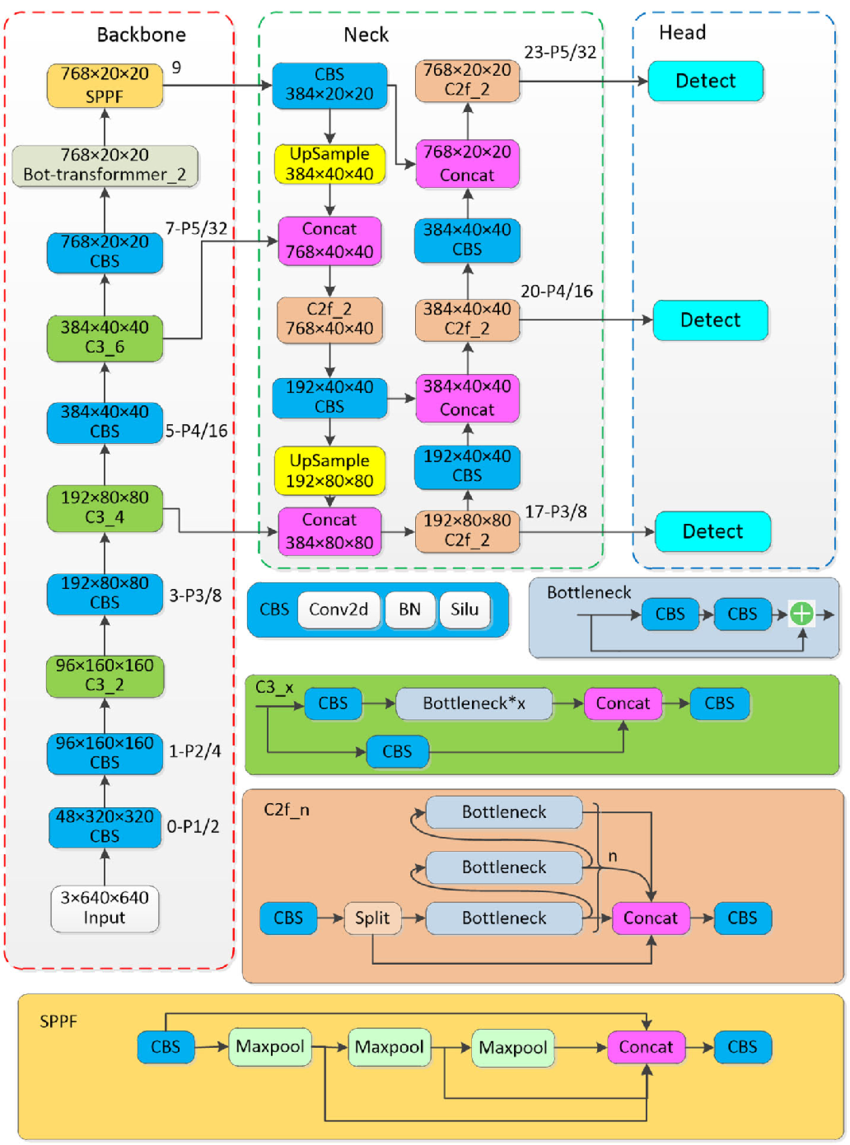 Backbone
768×20×20
SPPF
9
768×20×20
Bot-transformmer_2
768×20×20
CBS
7-P5/32
384×40×40
C3_6
384×40×40
CBS
5-P4/16
192×80×80
C3_4
192×80×80
CBS
3-P3/8
96×160×160
C3_2
96×160×160
CBS
1-P2/4
48×320×320
CBS
0-P1/2
3×640×640
Input
Neck
CBS
384×20×20
UpSample
384×40×40
Concat
768×40×40
C2f_2
768×40×40
192×40×40
CBS
UpSample
192×80×80
Concat
384×80×80
768×20×20
C2f_2
23-P5/32
768×20×20
Concat
384×40×40
CBS
384×40×40
C2f_2
20-P4/16
384×40×40
Concat
192×40×40
CBS
192×80×80
C2f_2
17-P3/8
Head
Detect
Detect
Detect
CBS Conv2d BN Silu
Bottleneck
CBS CBS
C3_x
CBS Bottleneck*x Concat CBS
CBS
C2f_n
Bottleneck
n
Bottleneck
CBS Split Bottleneck Concat CBS
SPPF
CBS Maxpool Maxpool Maxpool Concat CBS